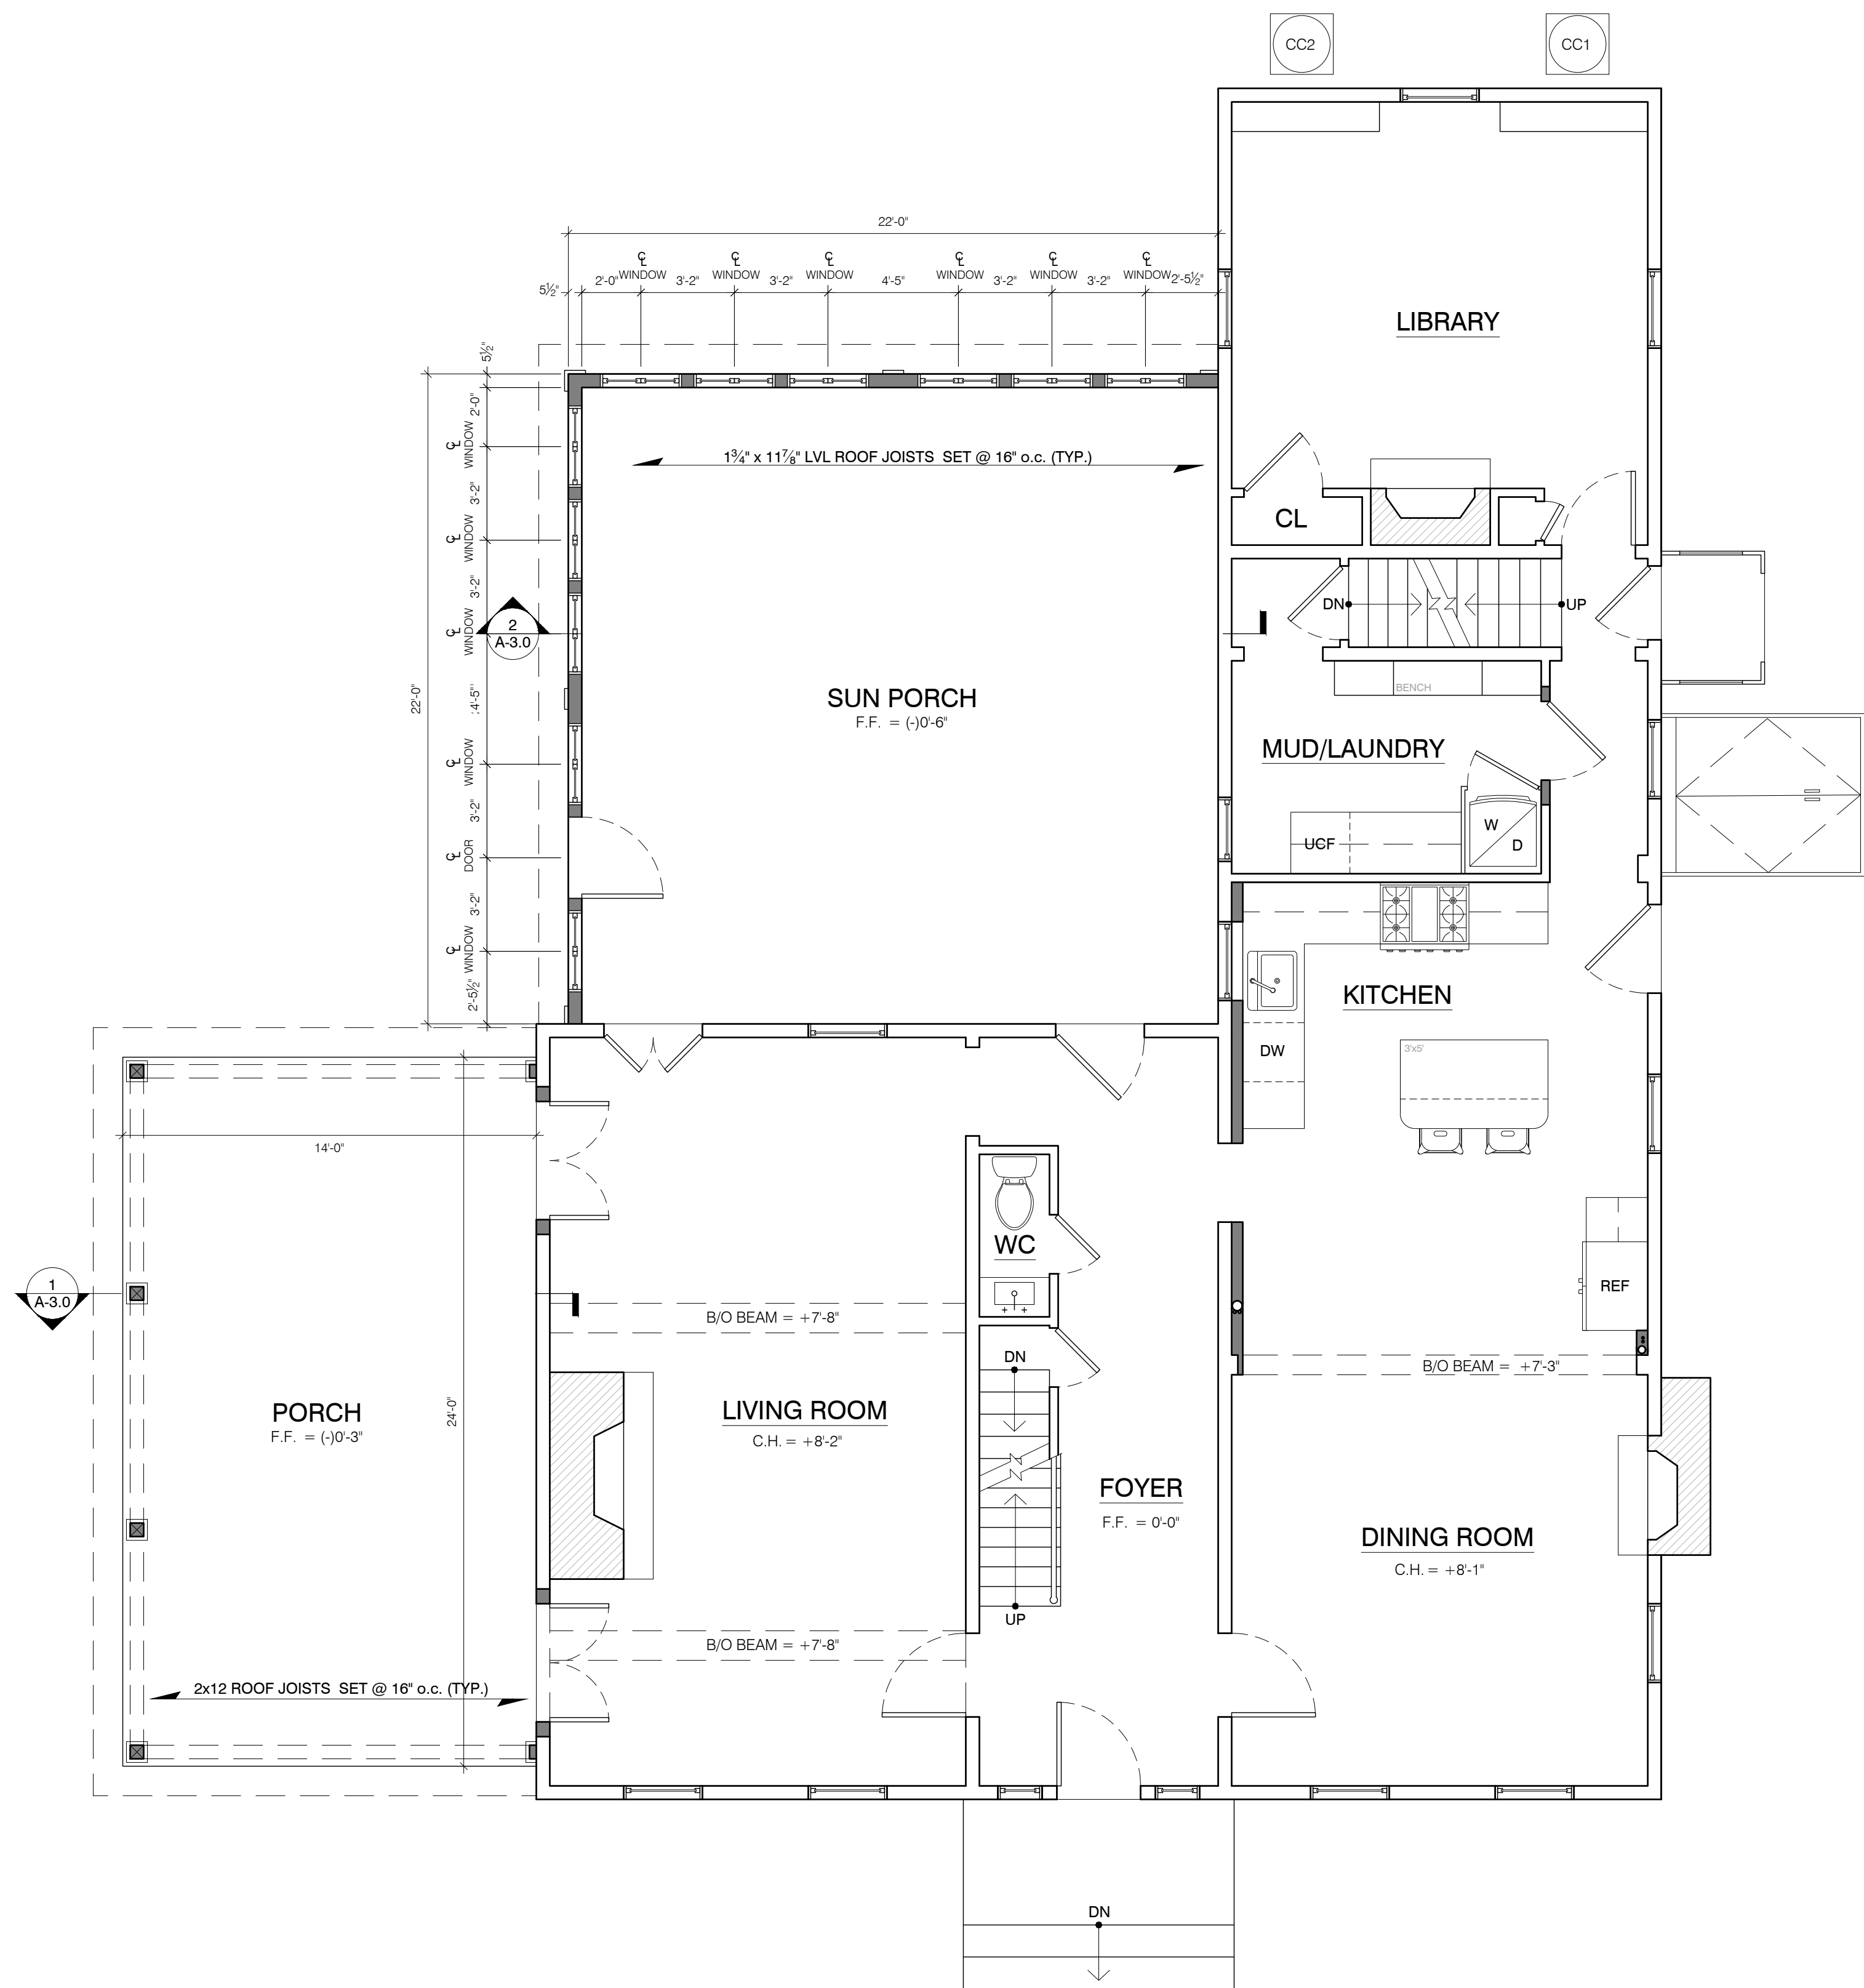 CC2
CC1
22'-0"
℄ ℄ ℄ ℄ ℄ ℄
WINDOW WINDOW WINDOW WINDOW WINDOW WINDOW
5½" 2'-0" 3'-2" 3'-2" 4'-5" 3'-2" 3'-2" 2'-5½"
LIBRARY
5½"
2'-0"
℄ WINDOW
3'-2"
℄ WINDOW
3'-2"
℄ WINDOW
4'-5"
℄ WINDOW
3'-2"
℄ DOOR
3'-2"
℄ WINDOW
2'-5½"
22'-0"
1¾" x 11⅞" LVL ROOF JOISTS SET @ 16" o.c. (TYP.)
CL
DN
UP
2
A-3.0
BENCH
SUN PORCH
F.F. = (-)0'-6"
MUD/LAUNDRY
W
D
UCF
KITCHEN
DW
3'x5'
14'-0"
WC
REF
1
A-3.0
B/O BEAM = +7'-8"
DN
B/O BEAM = +7'-3"
PORCH
F.F. = (-)0'-3"
24'-0"
LIVING ROOM
C.H. = +8'-2"
FOYER
F.F. = 0'-0"
DINING ROOM
C.H. = +8'-1"
UP
B/O BEAM = +7'-8"
2x12 ROOF JOISTS SET @ 16" o.c. (TYP.)
DN